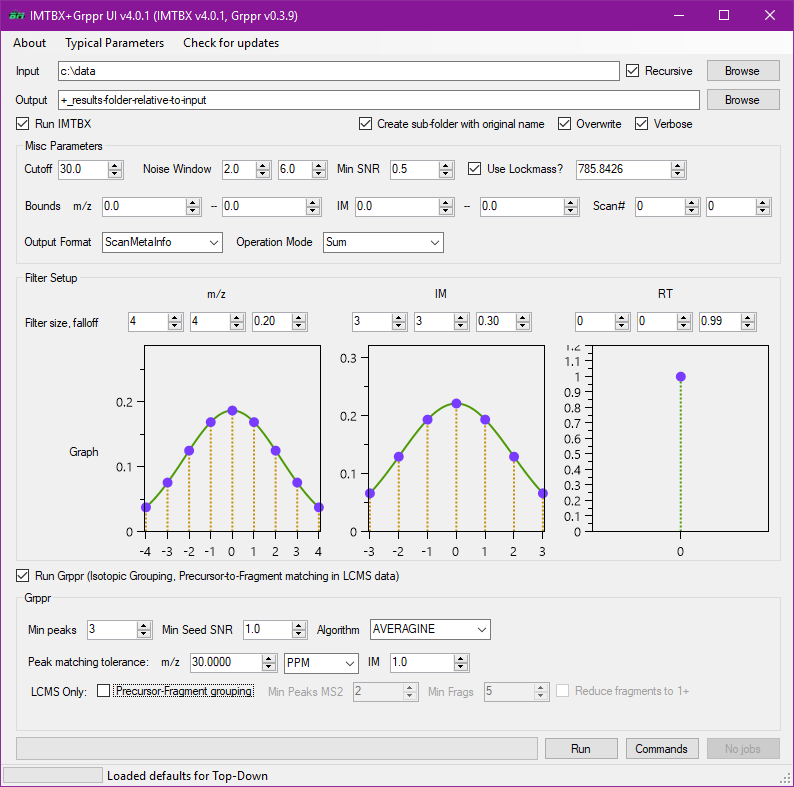 IMTBX+Grppr UI v4.0.1 (IMTBX v4.0.1, Grppr v0.3.9)
About Typical Parameters Check for updates
Input c:\data Recursive Browse
Output +_results-folder-relative-to-input Browse
Run IMTBX Create sub-folder with original name Overwrite Verbose
Misc Parameters
Cutoff 30.0 Noise Window 2.0 6.0 Min SNR 0.5 Use Lockmass? 785.8426
Bounds m/z 0.0 -- 0.0 IM 0.0 -- 0.0 Scan# 0 0
Output Format ScanMetaInfo Operation Mode Sum
Filter Setup
m/z IM RT
Filter size, falloff 4 4 0.20 3 3 0.30 0 0 0.99
Graph
0.2
0.1
0
-4 -3 -2 -1 0 1 2 3 4
0.3
0.2
0.1
0
-3 -2 -1 0 1 2 3
1.2
1.1
1
0.9
0.8
0.7
0.6
0.5
0.4
0.3
0.2
0.1
0
0
Run Grppr (Isotopic Grouping, Precursor-to-Fragment matching in LCMS data)
Grppr
Min peaks 3 Min Seed SNR 1.0 Algorithm AVERAGINE
Peak matching tolerance: m/z 30.0000 PPM IM 1.0
LCMS Only: Precursor-Fragment grouping Min Peaks MS2 2 Min Frags 5 Reduce fragments to 1+
Run Commands No jobs
Loaded defaults for Top-Down